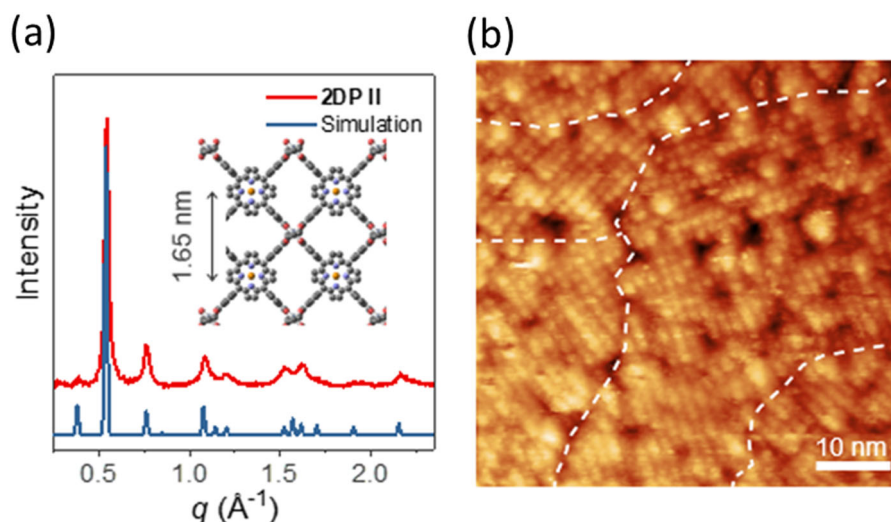 (a)
(b)
2DP II
Simulation
1.65 nm
Intensity
0.5 1.0 1.5 2.0
q (Å⁻¹)
10 nm